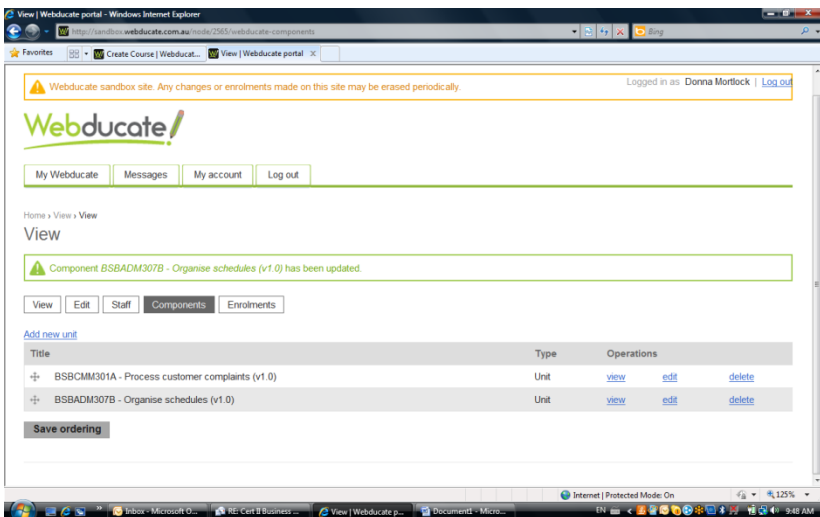 View | Webducate portal - Windows Internet Explorer
http://sandbox.webducate.com.au/node/2565/webducate-components
Bing
Favorites
Create Course | Webducat...
View | Webducate portal
Webducate sandbox site. Any changes or enrolments made on this site may be erased periodically.
Logged in as Donna Mortlock | Log out
Webducate!
My Webducate Messages My account Log out
Home › View › View
View
Component BSBADM307B - Organise schedules (v1.0) has been updated.
View Edit Staff Components Enrolments
Add new unit
Title Type Operations
BSBCMM301A - Process customer complaints (v1.0) Unit view edit delete
BSBADM307B - Organise schedules (v1.0) Unit view edit delete
Save ordering
Internet | Protected Mode: On 125%
Inbox - Microsoft O... RE: Cert II Business ... View | Webducate p... Document1 - Micro... EN 9:48 AM